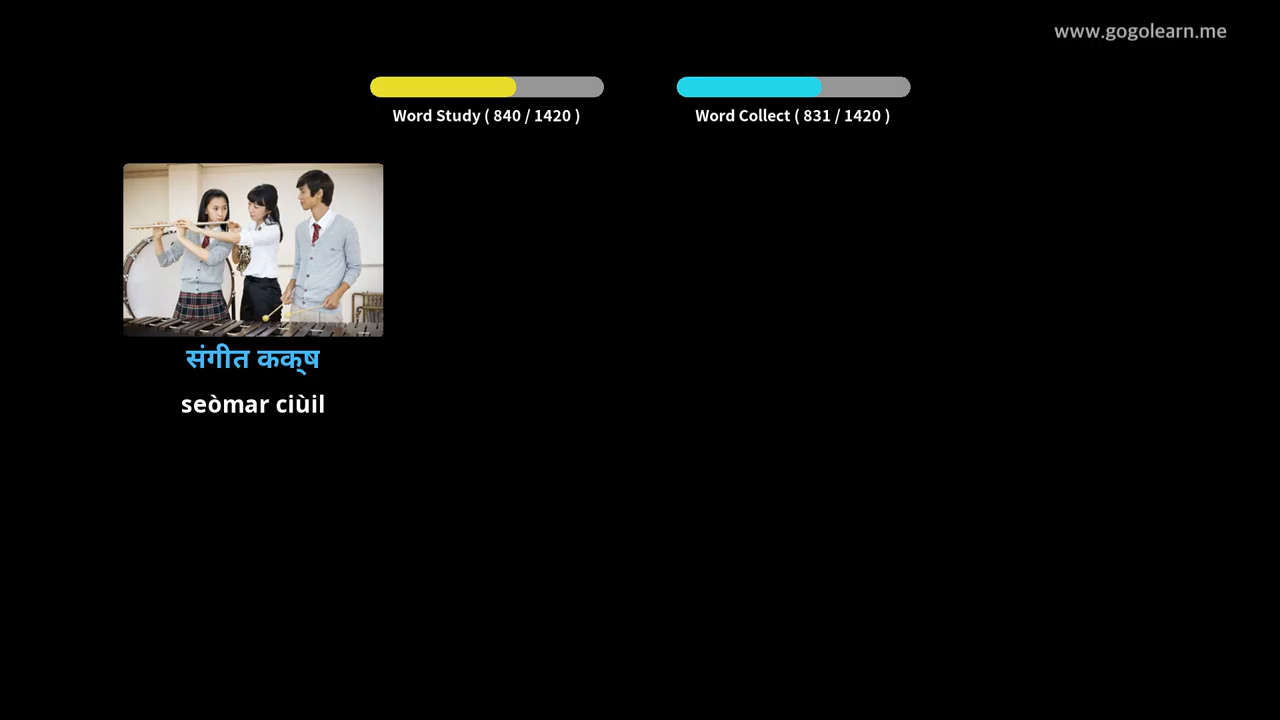 www.gogolearn.me
Word Study ( 840 / 1420 )
Word Collect ( 831 / 1420 )
संगीत कक्ष
seòmar ciùil